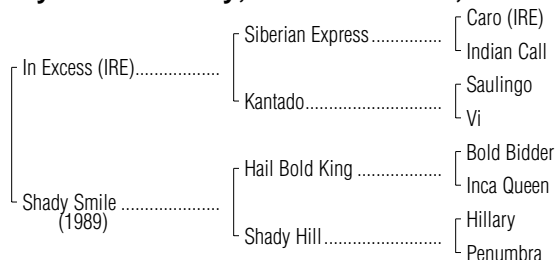 Caro (IRE)
Siberian Express
Indian Call
In Excess (IRE)
Saulingo
Kantado
Vi
Bold Bidder
Hail Bold King
Inca Queen
Shady Smile
(1989)
Hillary
Shady Hill
Penumbra